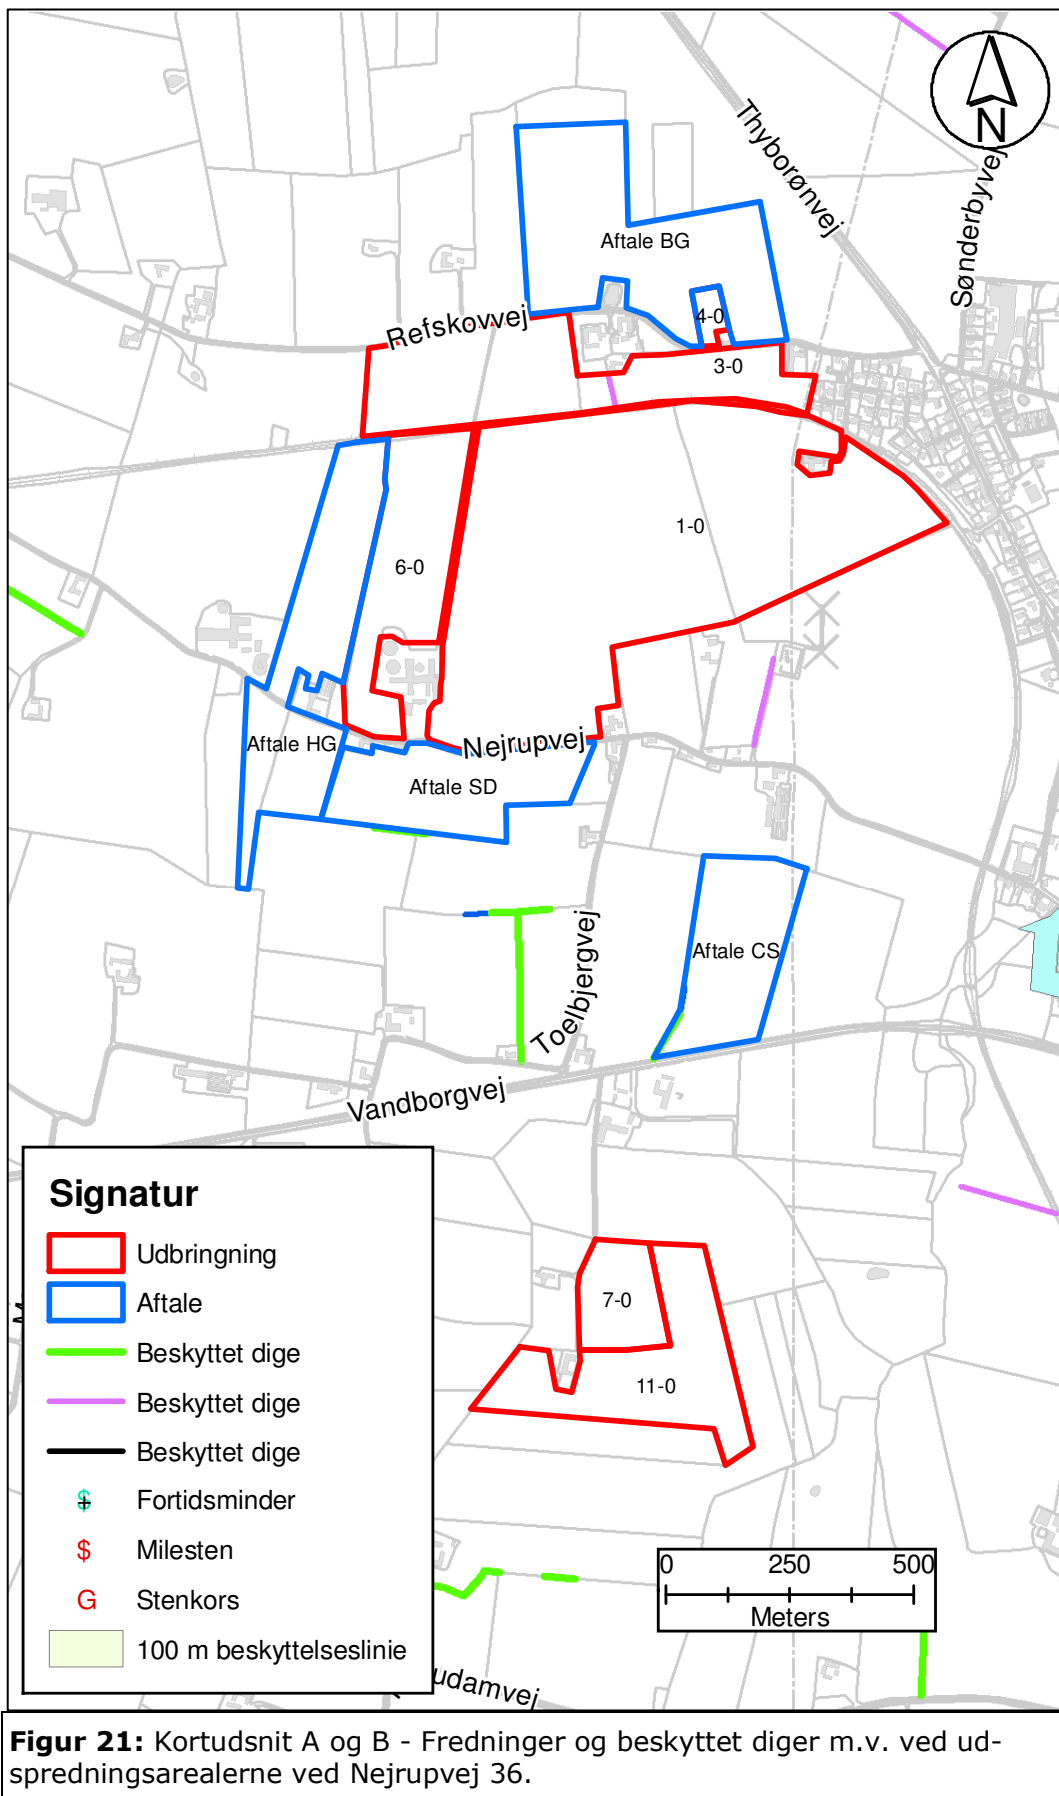 N
Thyborønvej
Sønderbyvej
Aftale BG
4-0
Refskovvej
3-0
1-0
6-0
Aftale HG
Nejrupvej
Aftale SD
Aftale CS
Toelbjergvej
Vandborgvej
Signatur
Udbringning
Aftale
Beskyttet dige
Beskyttet dige
Beskyttet dige
$ Fortidsminder
$ Milesten
G Stenkors
100 m beskyttelseslinie
7-0
11-0
0 250 500
Meters
udamvej
Figur 21: Kortudsnit A og B - Fredninger og beskyttet diger m.v. ved ud-
spredningsarealerne ved Nejrupvej 36.